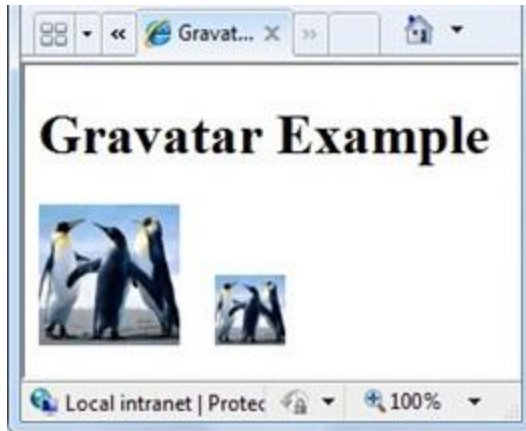 « Gravat... × »
Gravatar Example
Local intranet | Protec 100%